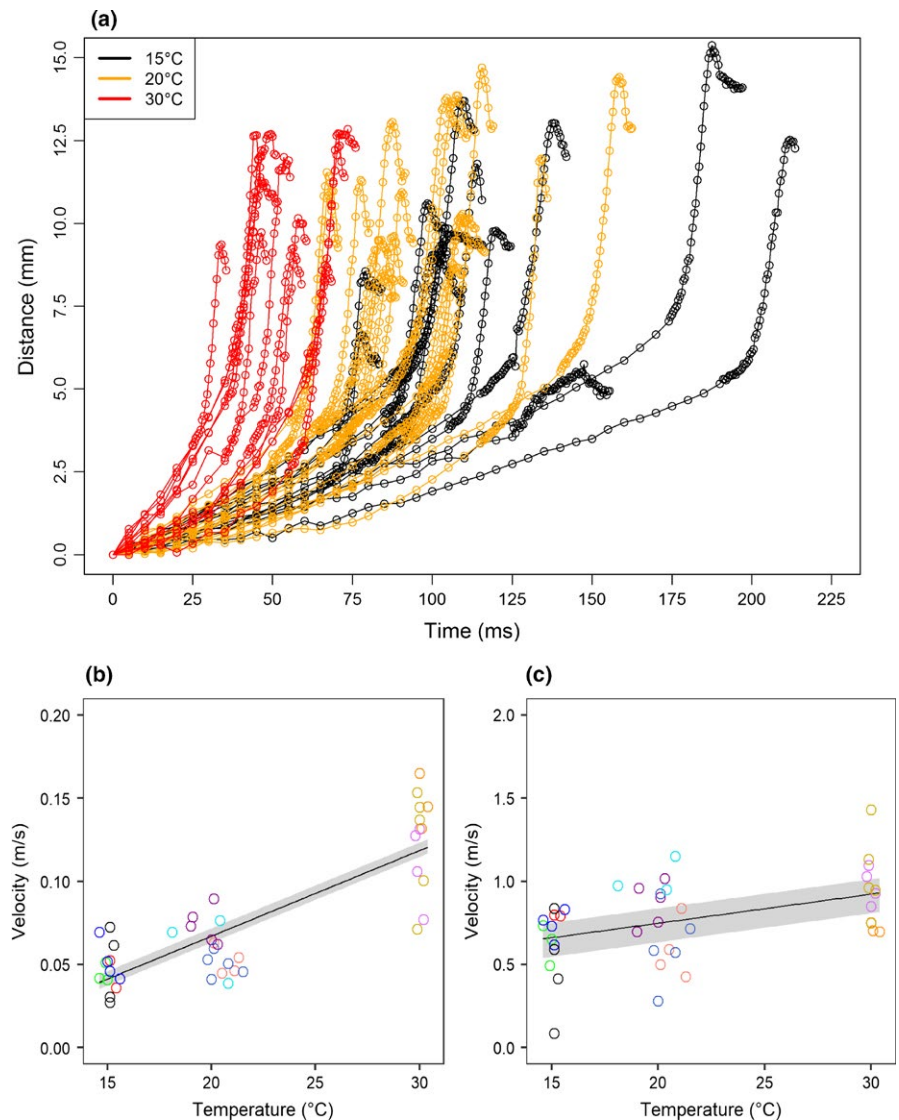 (a)
15°C
20°C
30°C
15.0
12.5
10.0
7.5
5.0
2.5
0.0
Distance (mm)
0 25 50 75 100 125 150 175 200 225
Time (ms)
(b)
0.20
0.15
0.10
0.05
0.00
Velocity (m/s)
15 20 25 30
Temperature (°C)
(c)
2.0
1.5
1.0
0.5
0.0
Velocity (m/s)
15 20 25 30
Temperature (°C)